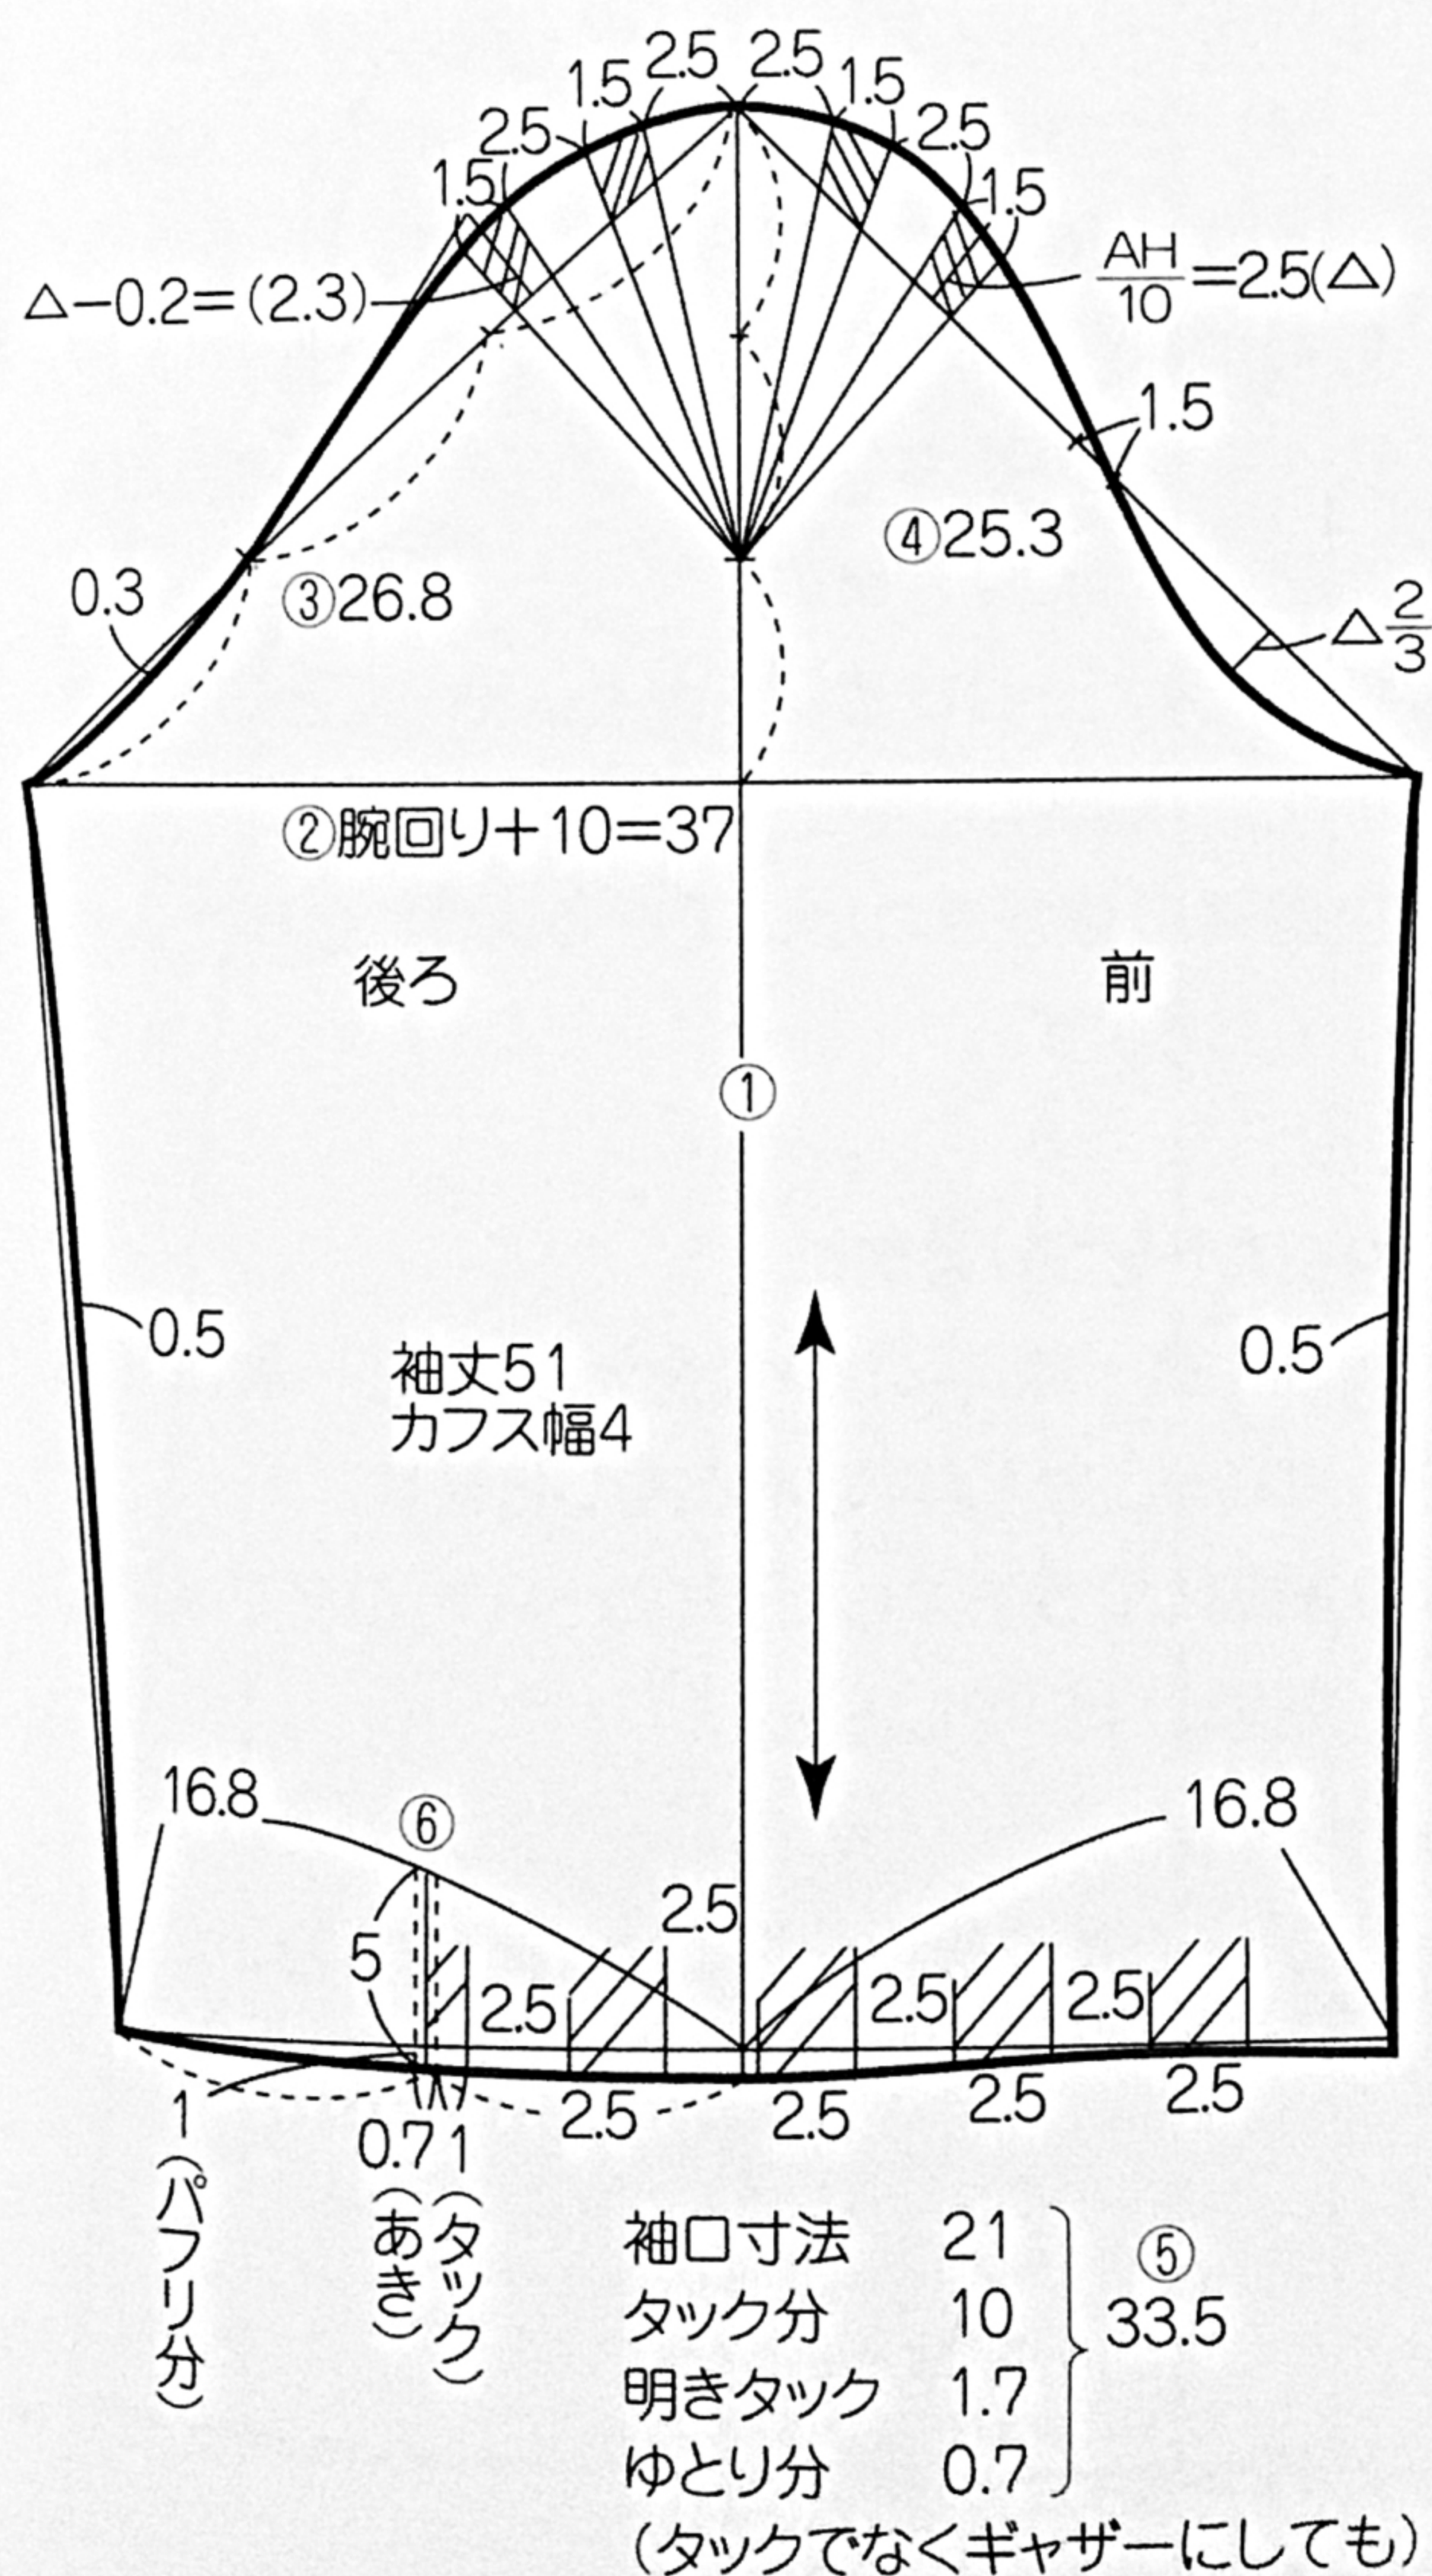 2.5 2.5
1.5 1.5
2.5 2.5
1.5 1.5
△−0.2=(2.3)
AH/10=2.5(△)
1.5
④25.3
0.3
③26.8
△2/3
②腕回り+10=37
後ろ
前
①
0.5
0.5
袖丈51
カフス幅4
16.8
⑥
16.8
2.5
5
2.5
2.5
2.5
2.5
2.5
2.5
2.5
1(パフリ分)
0.7(あき)
1(タック)
袖口寸法 21
タック分 10
明きタック 1.7
ゆとり分 0.7
⑤
33.5
(タックでなくギャザーにしても)